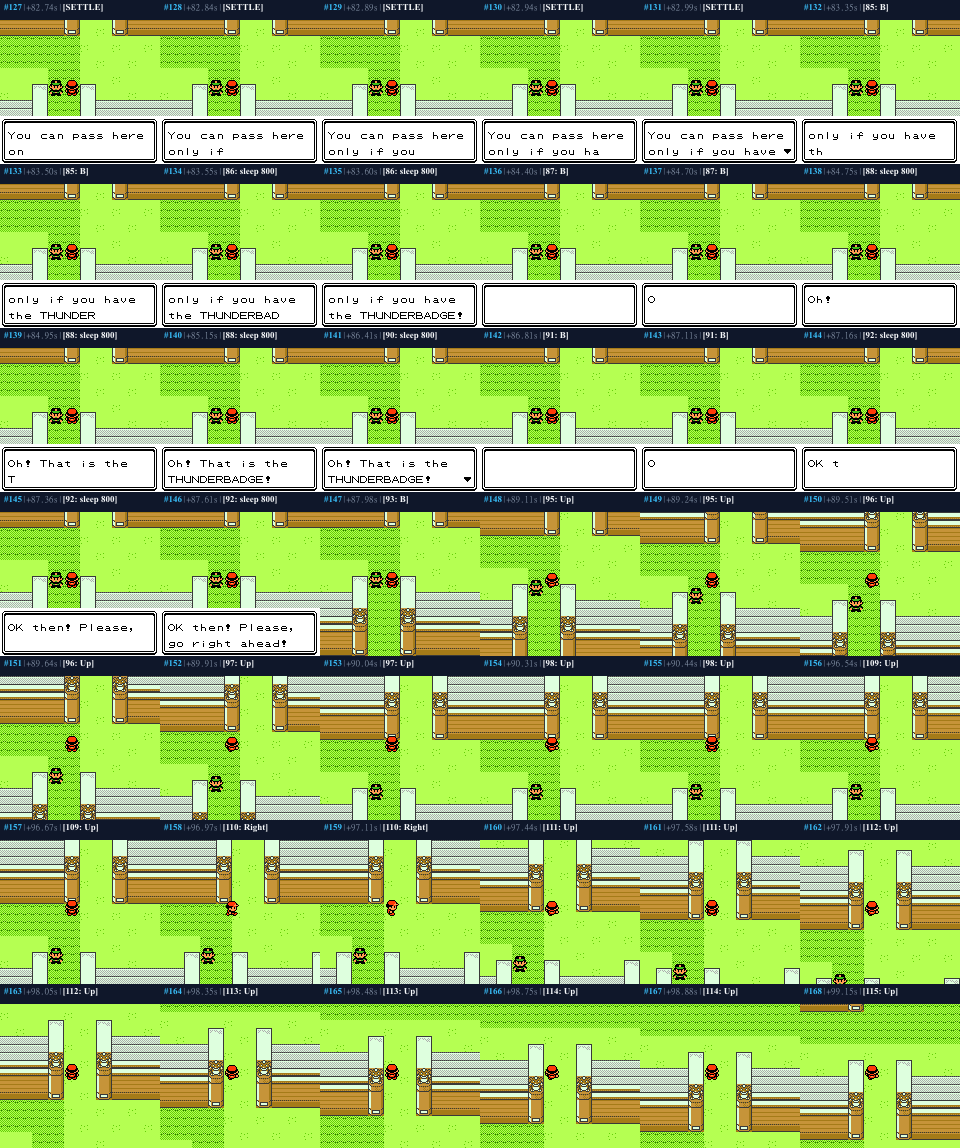 #127 | +82.74s | [SETTLE]
#128 | +82.84s | [SETTLE]
#129 | +82.89s | [SETTLE]
#130 | +82.94s | [SETTLE]
#131 | +82.99s | [SETTLE]
#132 | +83.35s | [85: B]
You can pass here
on
You can pass here
only if
You can pass here
only if you
You can pass here
only if you ha
You can pass here
only if you have ▼
only if you have
th
#133 | +83.50s | [85: B]
#134 | +83.55s | [86: sleep 800]
#135 | +83.60s | [86: sleep 800]
#136 | +84.40s | [87: B]
#137 | +84.70s | [87: B]
#138 | +84.75s | [88: sleep 800]
only if you have
the THUNDER
only if you have
the THUNDERBAD
only if you have
the THUNDERBADGE!
O
Oh!
#139 | +84.95s | [88: sleep 800]
#140 | +85.15s | [88: sleep 800]
#141 | +86.41s | [90: sleep 800]
#142 | +86.81s | [91: B]
#143 | +87.11s | [91: B]
#144 | +87.16s | [92: sleep 800]
Oh! That is the
T
Oh! That is the
THUNDERBADGE!
Oh! That is the
THUNDERBADGE! ▼
O
OK t
#145 | +87.36s | [92: sleep 800]
#146 | +87.61s | [92: sleep 800]
#147 | +87.98s | [93: B]
#148 | +89.11s | [95: Up]
#149 | +89.24s | [95: Up]
#150 | +89.51s | [96: Up]
OK then! Please,
OK then! Please,
go right ahead!
#151 | +89.64s | [96: Up]
#152 | +89.91s | [97: Up]
#153 | +90.04s | [97: Up]
#154 | +90.31s | [98: Up]
#155 | +90.44s | [98: Up]
#156 | +96.54s | [109: Up]
#157 | +96.67s | [109: Up]
#158 | +96.97s | [110: Right]
#159 | +97.11s | [110: Right]
#160 | +97.44s | [111: Up]
#161 | +97.58s | [111: Up]
#162 | +97.91s | [112: Up]
#163 | +98.05s | [112: Up]
#164 | +98.35s | [113: Up]
#165 | +98.48s | [113: Up]
#166 | +98.75s | [114: Up]
#167 | +98.88s | [114: Up]
#168 | +99.15s | [115: Up]